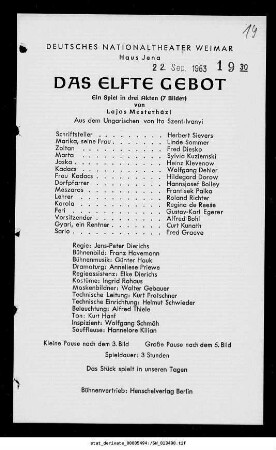 19
DEUTSCHES NATIONALTHEATER WEIMAR
Haus Jena
22. Sep. 1963 19 30
DAS ELFTE GEBOT
Ein Spiel in drei Akten (7 Bilder)
von
Lajos Mesterházi
Aus dem Ungarischen von Ita Szent-Ivanyi
Schriftsteller Herbert Sievers
Marika, seine Frau Linde Sommer
Zoltan Fred Diesko
Marta Sylvia Kuziemski
Joska Heinz Klevenow
Kadacs Wolfgang Dehler
Frau Kadacs Hildegard Dorow
Dorfpfarrer Hannsjosef Bolley
Meszaros Frantisek Palka
Lehrer Roland Richter
Karola Regina de Reese
Feri Gustav-Karl Egerer
Vorsitzender Alfred Bohl
Gyuri, ein Rentner Curt Kunath
Sario Fred Graeve
Regie: Jens-Peter Dierichs
Bühnenbild: Franz Havemann
Bühnenmusik: Günter Hauk
Dramaturg: Anneliese Priewe
Regieassistenz: Elke Dierichs
Kostüme: Ingrid Rahaus
Maskenbildner: Walter Gebauer
Technische Leitung: Kurt Frotscher
Technische Einrichtung: Helmut Schwieder
Beleuchtung: Alfred Thiele
Ton: Kurt Hanf
Inspizient: Wolfgang Schmöh
Souffleuse: Hannelore Kilian
Kleine Pause nach dem 3. Bild Große Pause nach dem 5. Bild
Spieldauer: 3 Stunden
Das Stück spielt in unseren Tagen
Bühnenvertrieb: Henschelverlag Berlin